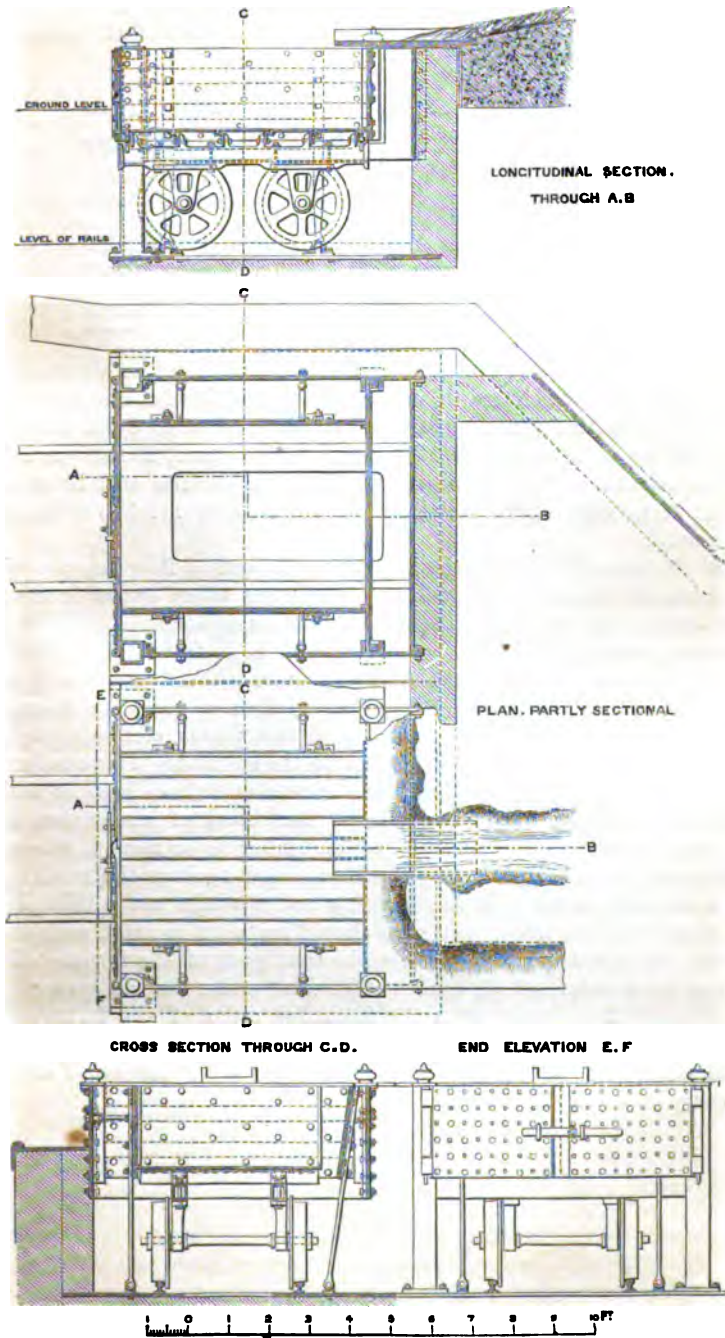 C
GROUND LEVEL
LONGITUDINAL SECTION.
THROUGH A.B
LEVEL OF RAILS
D
C
A
B
D
E
C
PLAN. PARTLY SECTIONAL
A
B
F
D
CROSS SECTION THROUGH C.D.
END ELEVATION E.F
1 0 1 2 3 4 5 6 7 8 9 10 FT